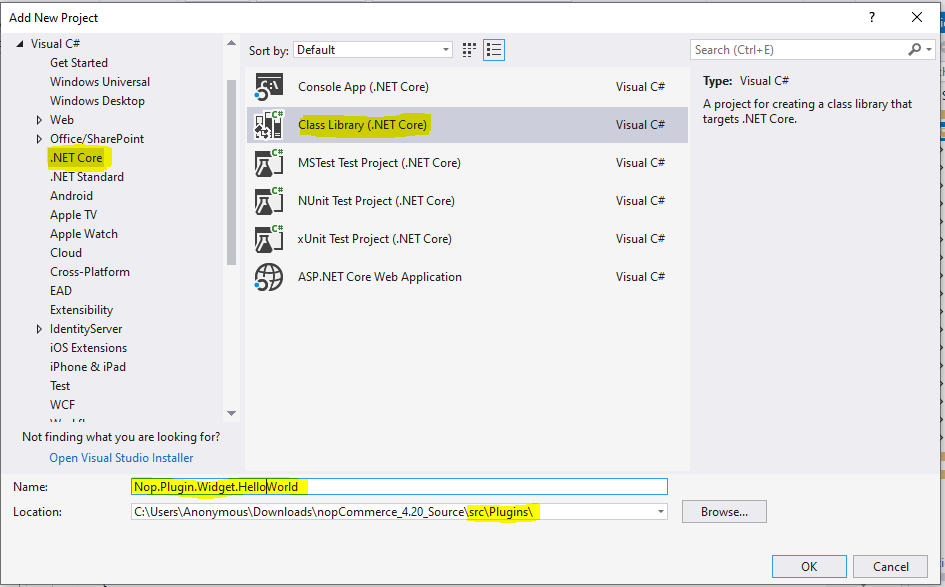 Add New Project
?
Visual C#
Get Started
Windows Universal
Windows Desktop
Web
Office/SharePoint
.NET Core
.NET Standard
Android
Apple TV
Apple Watch
Cloud
Cross-Platform
EAD
Extensibility
IdentityServer
iOS Extensions
iPhone & iPad
Test
WCF
Not finding what you are looking for?
Open Visual Studio Installer
Sort by: Default
Console App (.NET Core) Visual C#
Class Library (.NET Core) Visual C#
MSTest Test Project (.NET Core) Visual C#
NUnit Test Project (.NET Core) Visual C#
xUnit Test Project (.NET Core) Visual C#
ASP.NET Core Web Application Visual C#
Search (Ctrl+E)
Type: Visual C#
A project for creating a class library that
targets .NET Core.
Name: Nop.Plugin.Widget.HelloWorld
Location: C:\Users\Anonymous\Downloads\nopCommerce_4.20_Source\src\Plugins\
Browse...
OK Cancel